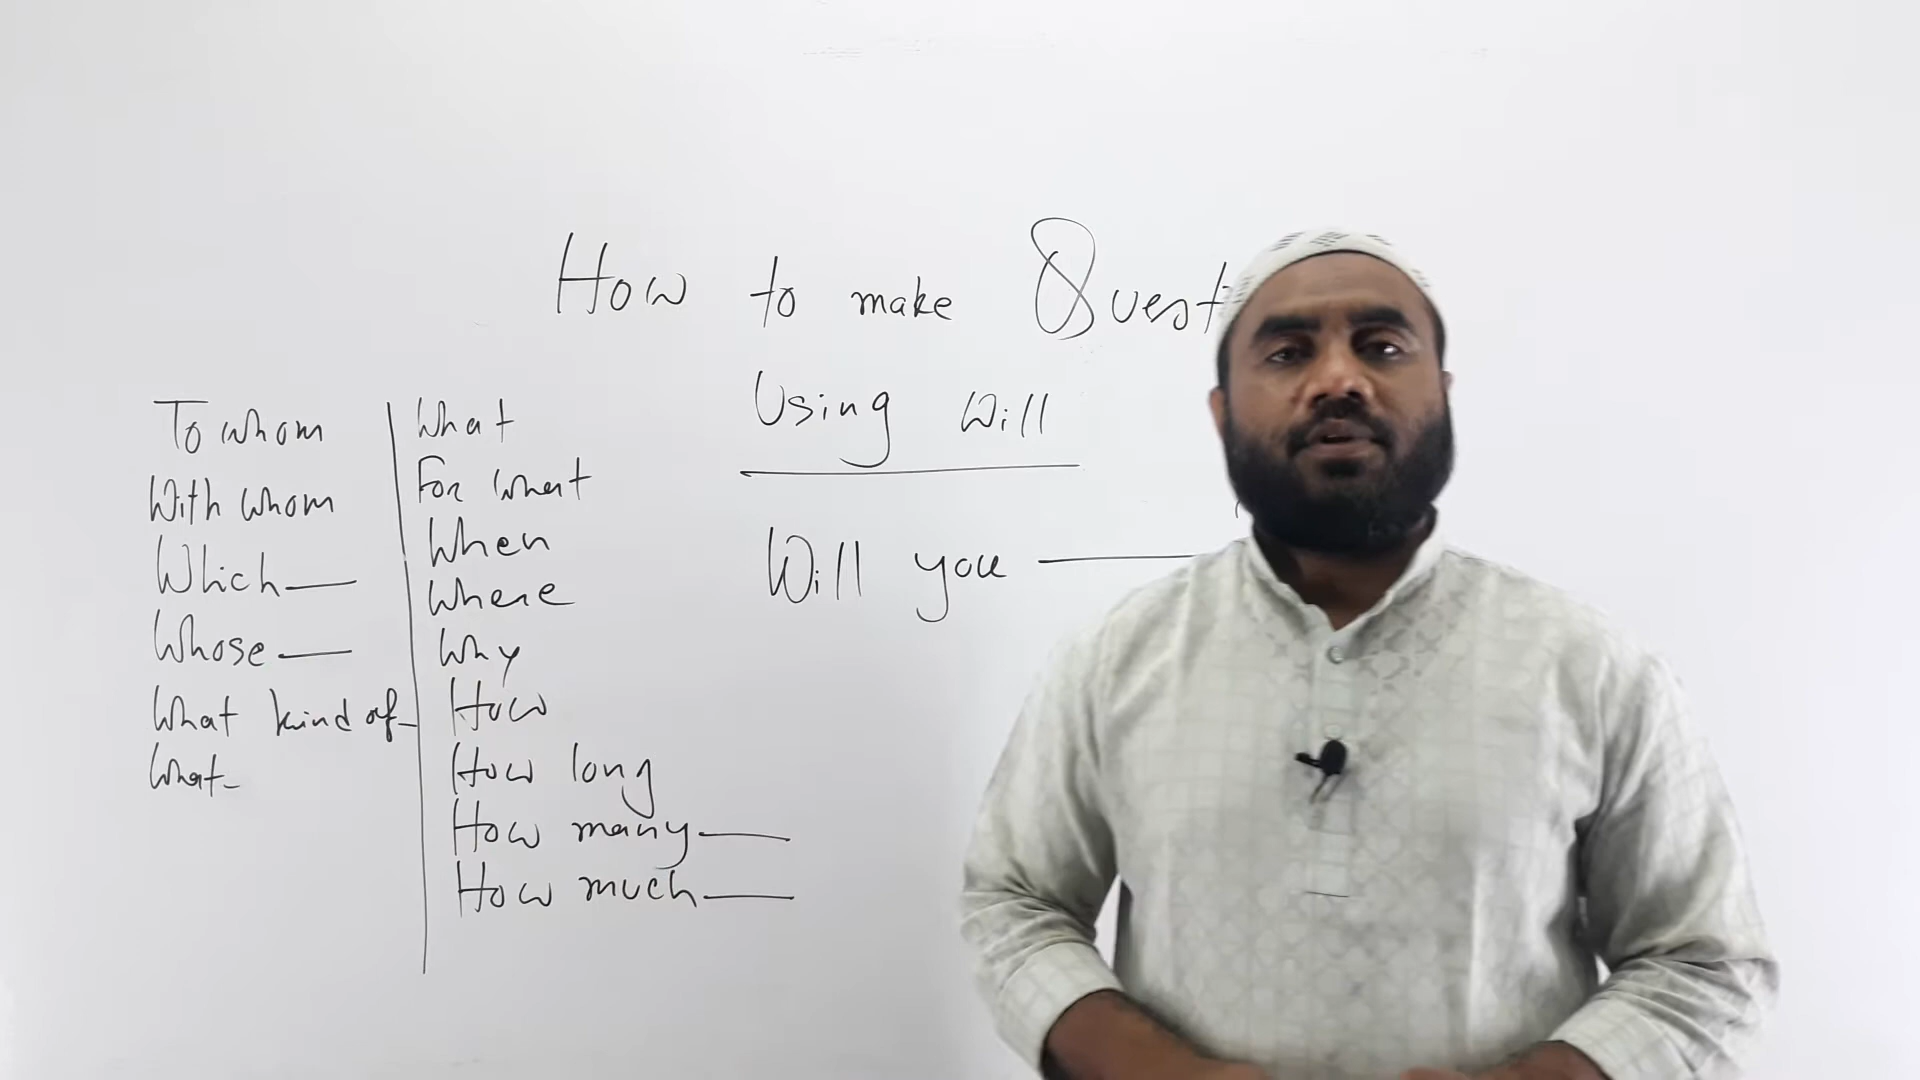 How to make Quest
Using Will
Will you
To whom
With whom
Which
Whose
What kind of
What
What
For what
When
Where
Why
How
How long
How many
How much